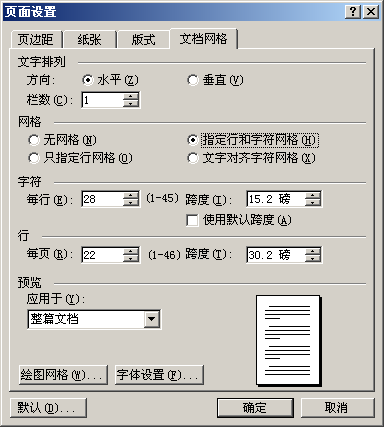 页面设置
页边距 纸张 版式 文档网格
文字排列
方向: 水平(Z) 垂直(V)
栏数(C): 1
网格
无网格(N) 指定行和字符网格(H)
只指定行网格(O) 文字对齐字符网格(X)
字符
每行(E): 28 (1-45) 跨度(I): 15.2 磅
使用默认跨度(A)
行
每页(R): 22 (1-46) 跨度(T): 30.2 磅
预览
应用于(Y):
整篇文档
绘图网格(W)... 字体设置(F)...
默认(D)... 确定 取消